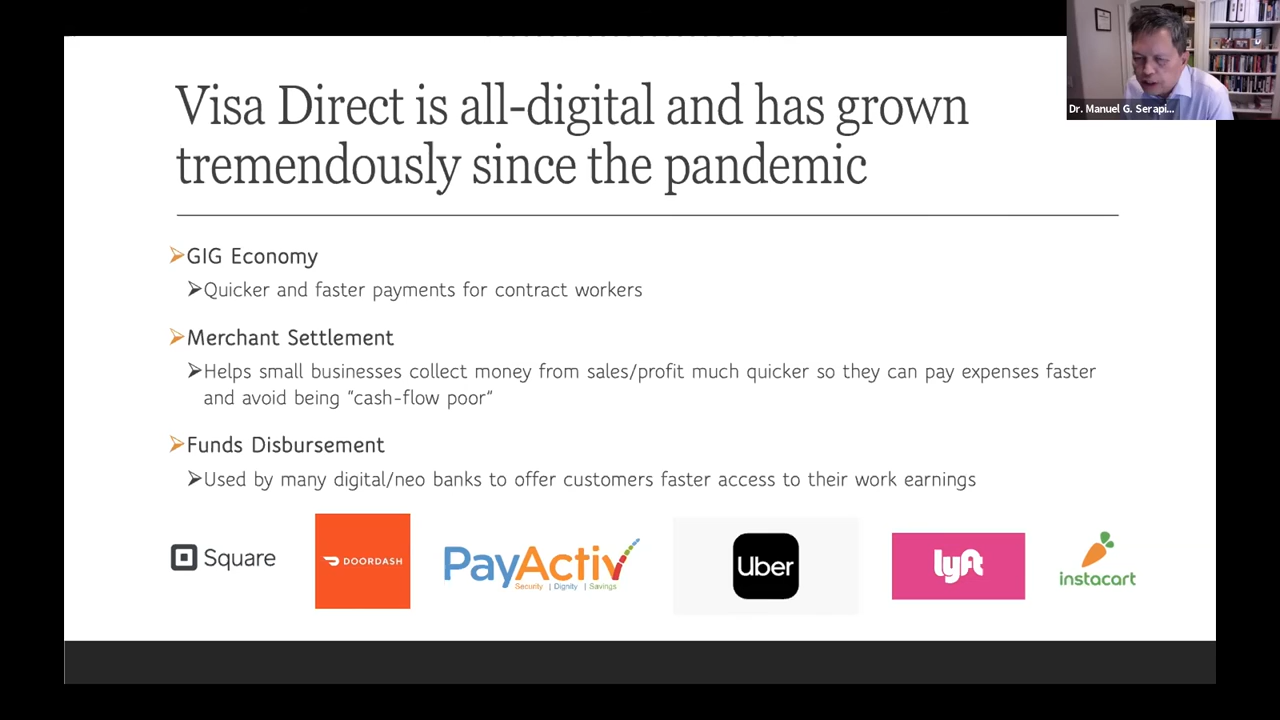 Visa Direct is all-digital and has grown
tremendously since the pandemic
Dr. Manuel G. Serapi...
GIG Economy
Quicker and faster payments for contract workers
Merchant Settlement
Helps small businesses collect money from sales/profit much quicker so they can pay expenses faster
and avoid being "cash-flow poor"
Funds Disbursement
Used by many digital/neo banks to offer customers faster access to their work earnings
Square
DOORDASH
PayActiv
Security | Dignity | Savings
Uber
lyft
instacart